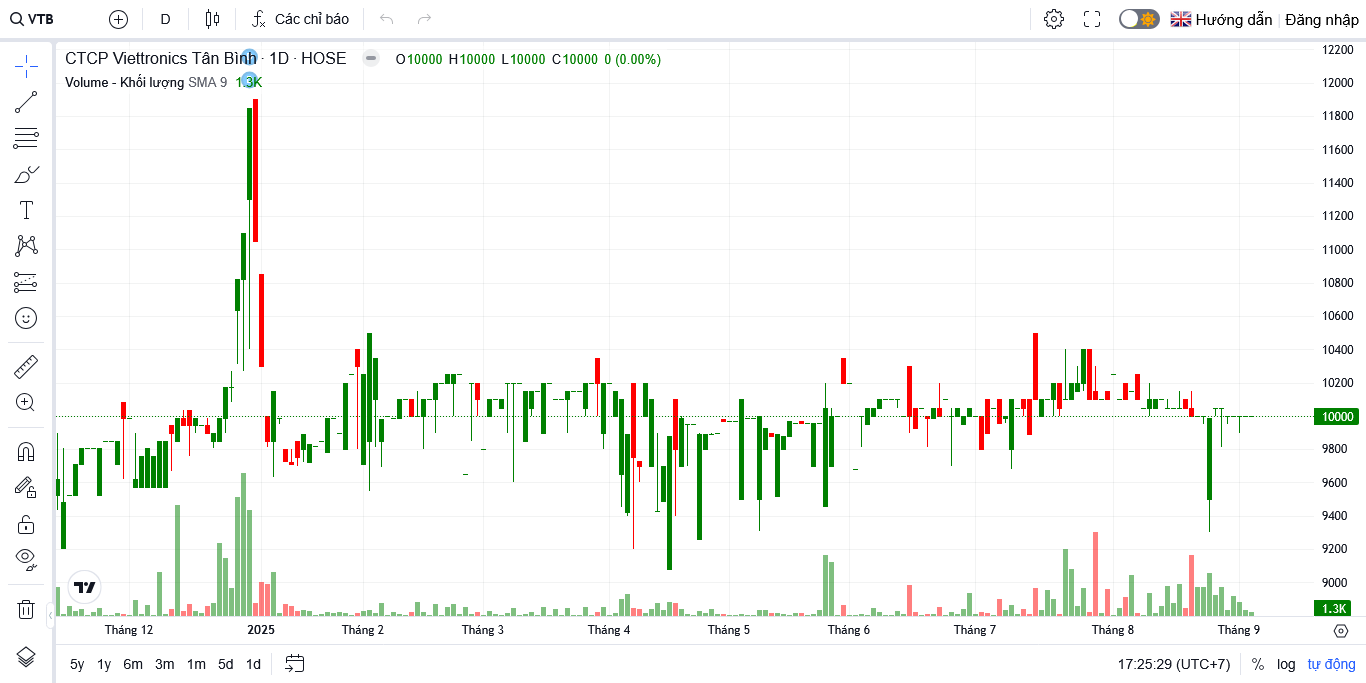 VTB D Các chỉ báo Hướng dẫn Đăng nhập
CTCP Viettronics Tân Bình · 1D · HOSE O10000 H10000 L10000 C10000 0 (0.00%)
Volume - Khối lượng SMA 9 1.3K
12200
12000
11800
11600
11400
11200
11000
10800
10600
10400
10200
10000
9800
9600
9400
9200
9000
1.3K
Tháng 12 2025 Tháng 2 Tháng 3 Tháng 4 Tháng 5 Tháng 6 Tháng 7 Tháng 8 Tháng 9
5y 1y 6m 3m 1m 5d 1d 17:25:29 (UTC+7) % log tự động